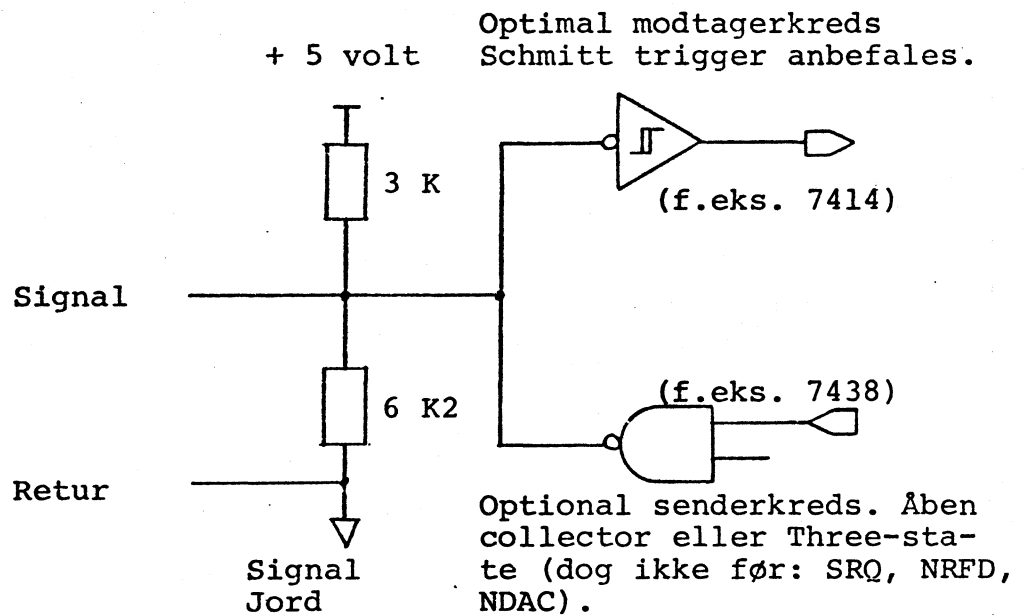 Optimal modtagerkreds
+ 5 volt Schmitt trigger anbefales.
3 K
(f.eks. 7414)
Signal
(f.eks. 7438)
6 K2
Retur
Optional senderkreds. Åben
collector eller Three-sta-
te (dog ikke før: SRQ, NRFD,
NDAC).
Signal
Jord